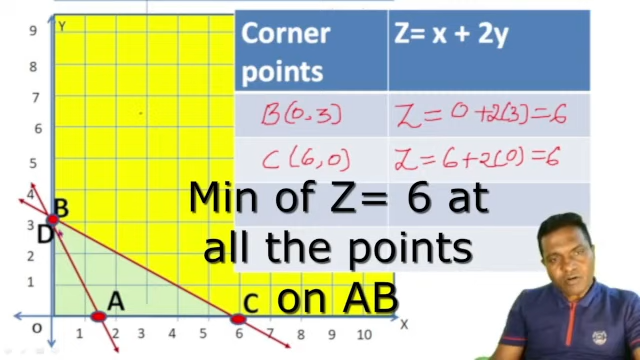 Y
Corner points
Z= x + 2y
B(0,3)
Z = 0+2(3)=6
C (6,0)
Z = 6+2(0)=6
Min of Z= 6 at
all the points
on AB
9
8
7
6
5
4
3
2
1
B
D
A
C
O
1 2 3 4 5 6 7 8 9 10
X